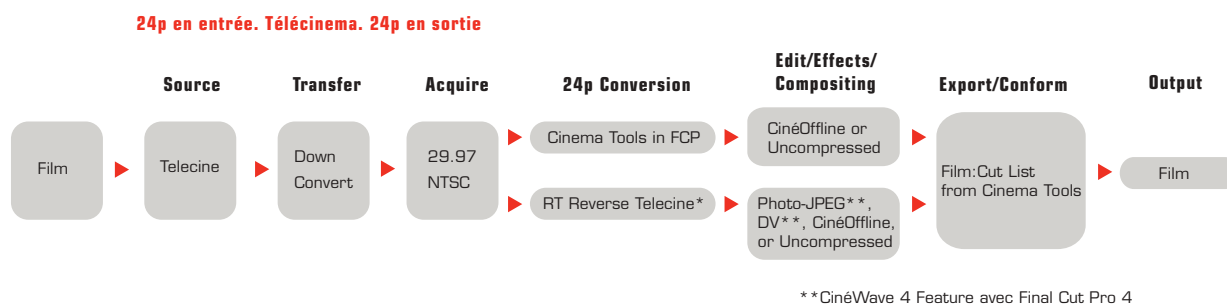 24p en entrée. Télécinema. 24p en sortie
Source
Transfer
Acquire
24p Conversion
Edit/Effects/
Compositing
Export/Conform
Output
Film
Telecine
Down
Convert
29.97
NTSC
Cinema Tools in FCP
CinéOffline or
Uncompressed
RT Reverse Telecine*
Photo-JPEG**,
DV**, CinéOffline,
or Uncompressed
Film:Cut List
from Cinema Tools
Film
**CinéWave 4 Feature avec Final Cut Pro 4